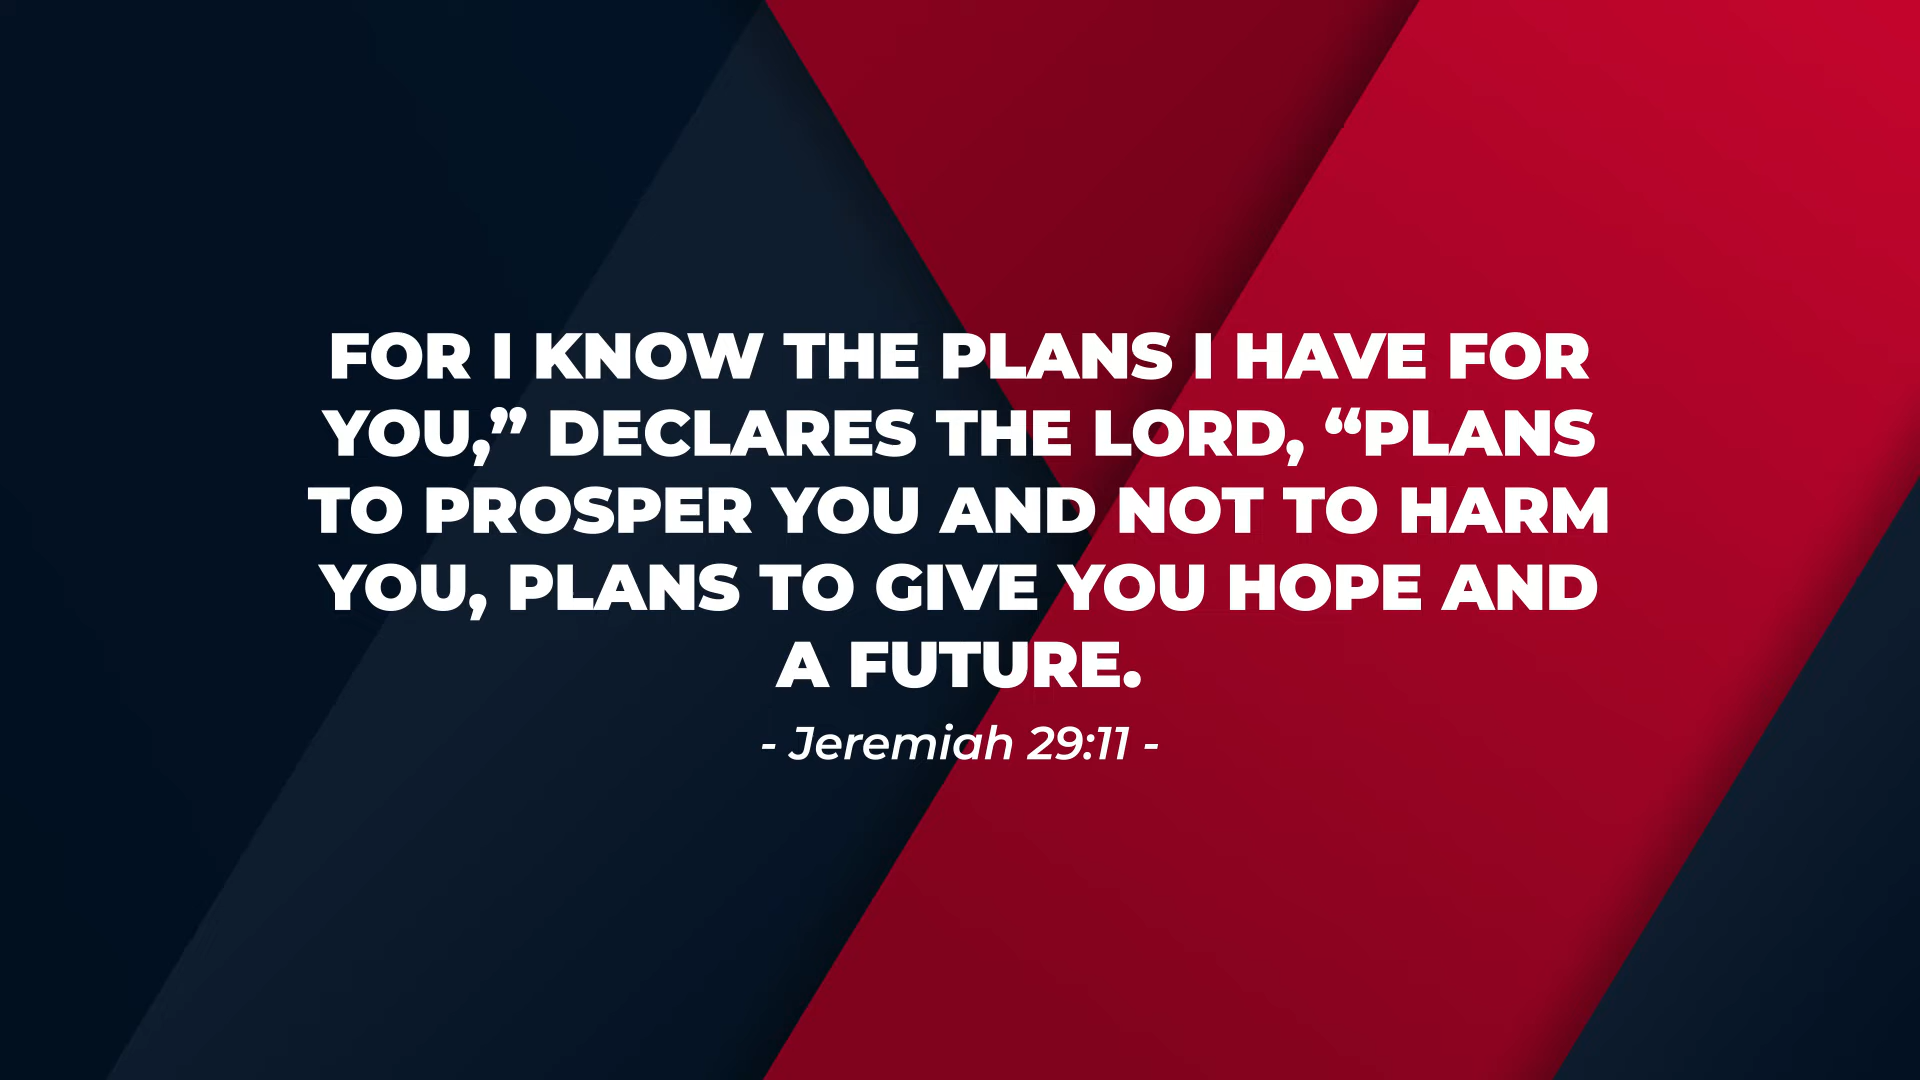 FOR I KNOW THE PLANS I HAVE FOR
YOU,” DECLARES THE LORD, “PLANS
TO PROSPER YOU AND NOT TO HARM
YOU, PLANS TO GIVE YOU HOPE AND
A FUTURE.
- Jeremiah 29:11 -